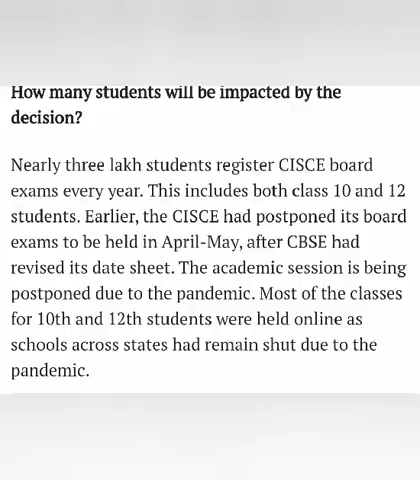 How many students will be impacted by the
decision?
Nearly three lakh students register CISCE board
exams every year. This includes both class 10 and 12
students. Earlier, the CISCE had postponed its board
exams to be held in April-May, after CBSE had
revised its date sheet. The academic session is being
postponed due to the pandemic. Most of the classes
for 10th and 12th students were held online as
schools across states had remain shut due to the
pandemic.